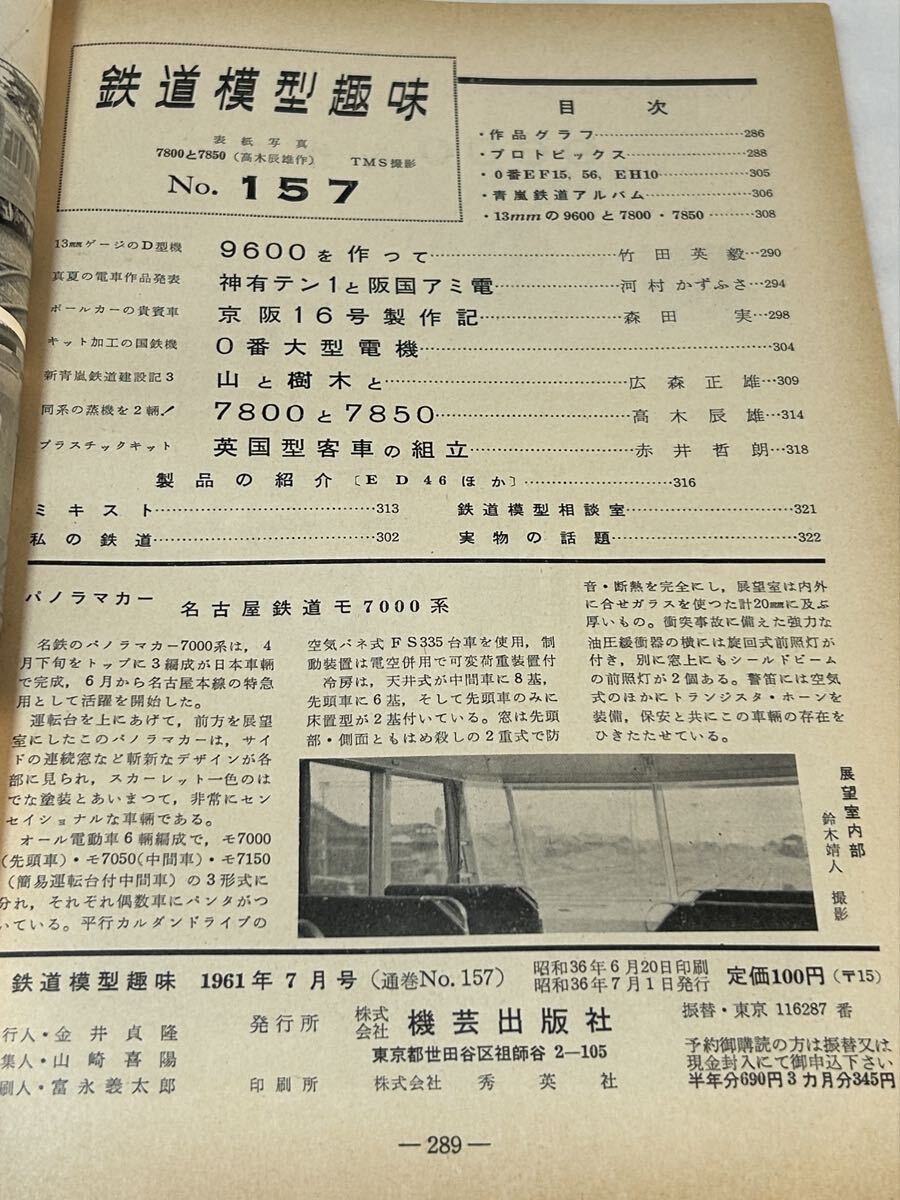 鉄道模型趣味
表紙写真
7800と7850（高木辰雄作） TMS撮影
No. 157
目次
・作品グラフ……286
・プロトピックス……288
・0番EF15，56，EH10……305
・青嵐鉄道アルバム……306
・13mmの9600と7800・7850……308
13mmゲージのD型機 9600を作つて……竹田英毅…290
真夏の電車作品発表 神有テン1と阪国アミ電……河村かずふさ…294
ポールカーの貴賓車 京阪16号製作記……森田実…298
キット加工の国鉄機 0番大型電機……304
新青嵐鉄道建設記3 山と樹木と……広森正雄…309
同系の蒸機を2輛！ 7800と7850……高木辰雄…314
プラスチックキット 英国型客車の組立……赤井哲朗…318
製品の紹介〔ED46ほか〕……316
ミキスト……313
鉄道模型相談室……321
私の鉄道……302
実物の話題……322
パノラマカー 名古屋鉄道モ7000系
名鉄のパノラマカー7000系は，4
月下旬をトップに3編成が日本車輛
で完成，6月から名古屋本線の特急
用として活躍を開始した。
運転台を上にあげて，前方を展望
室にしたこのパノラマカーは，サイ
ドの連続窓など斬新なデザインが各
部に見られ，スカーレット一色のは
でな塗装とあいまつて，非常にセン
セイショナルな車輛である。
オール電動車6輛編成で，モ7000
（先頭車）・モ7050（中間車）・モ7150
（簡易運転台付中間車）の3形式に
分れ，それぞれ偶数車にパンタがつ
いている。平行カルダンドライブの
空気バネ式FS335台車を使用，制
動装置は電空併用で可変荷重装置付
冷房は，天井式が中間車に8基，
先頭車に6基，そして先頭車のみに
床置型が2基付いている。窓は先頭
部・側面ともはめ殺しの2重式で防
音・断熱を完全にし，展望室は内外
に合せガラスを使つた計20mmに及ぶ
厚いもの。衝突事故に備えた強力な
油圧緩衝器の横には旋回式前照灯が
付き，別に窓上にもシールドビーム
の前照灯が2個ある。警笛には空気
式のほかにトランジスタ・ホーンを
装備，保安と共にこの車輛の存在を
ひきたたせている。
展望室内部
鈴木靖人 撮影
鉄道模型趣味 1961年7月号（通巻No.157）
昭和36年6月20日印刷
昭和36年7月1日発行
定価100円（〒15）
行人・金井貞隆
集人・山崎喜陽
刷人・富永義太郎
発行所 株式会社 機芸出版社
東京都世田谷区祖師谷 2—105
印刷所 株式会社 秀英社
振替・東京 116287 番
予約御購読の方は振替又は
現金封入にて御申込下さい
半年分690円3カ月分345円
—289—